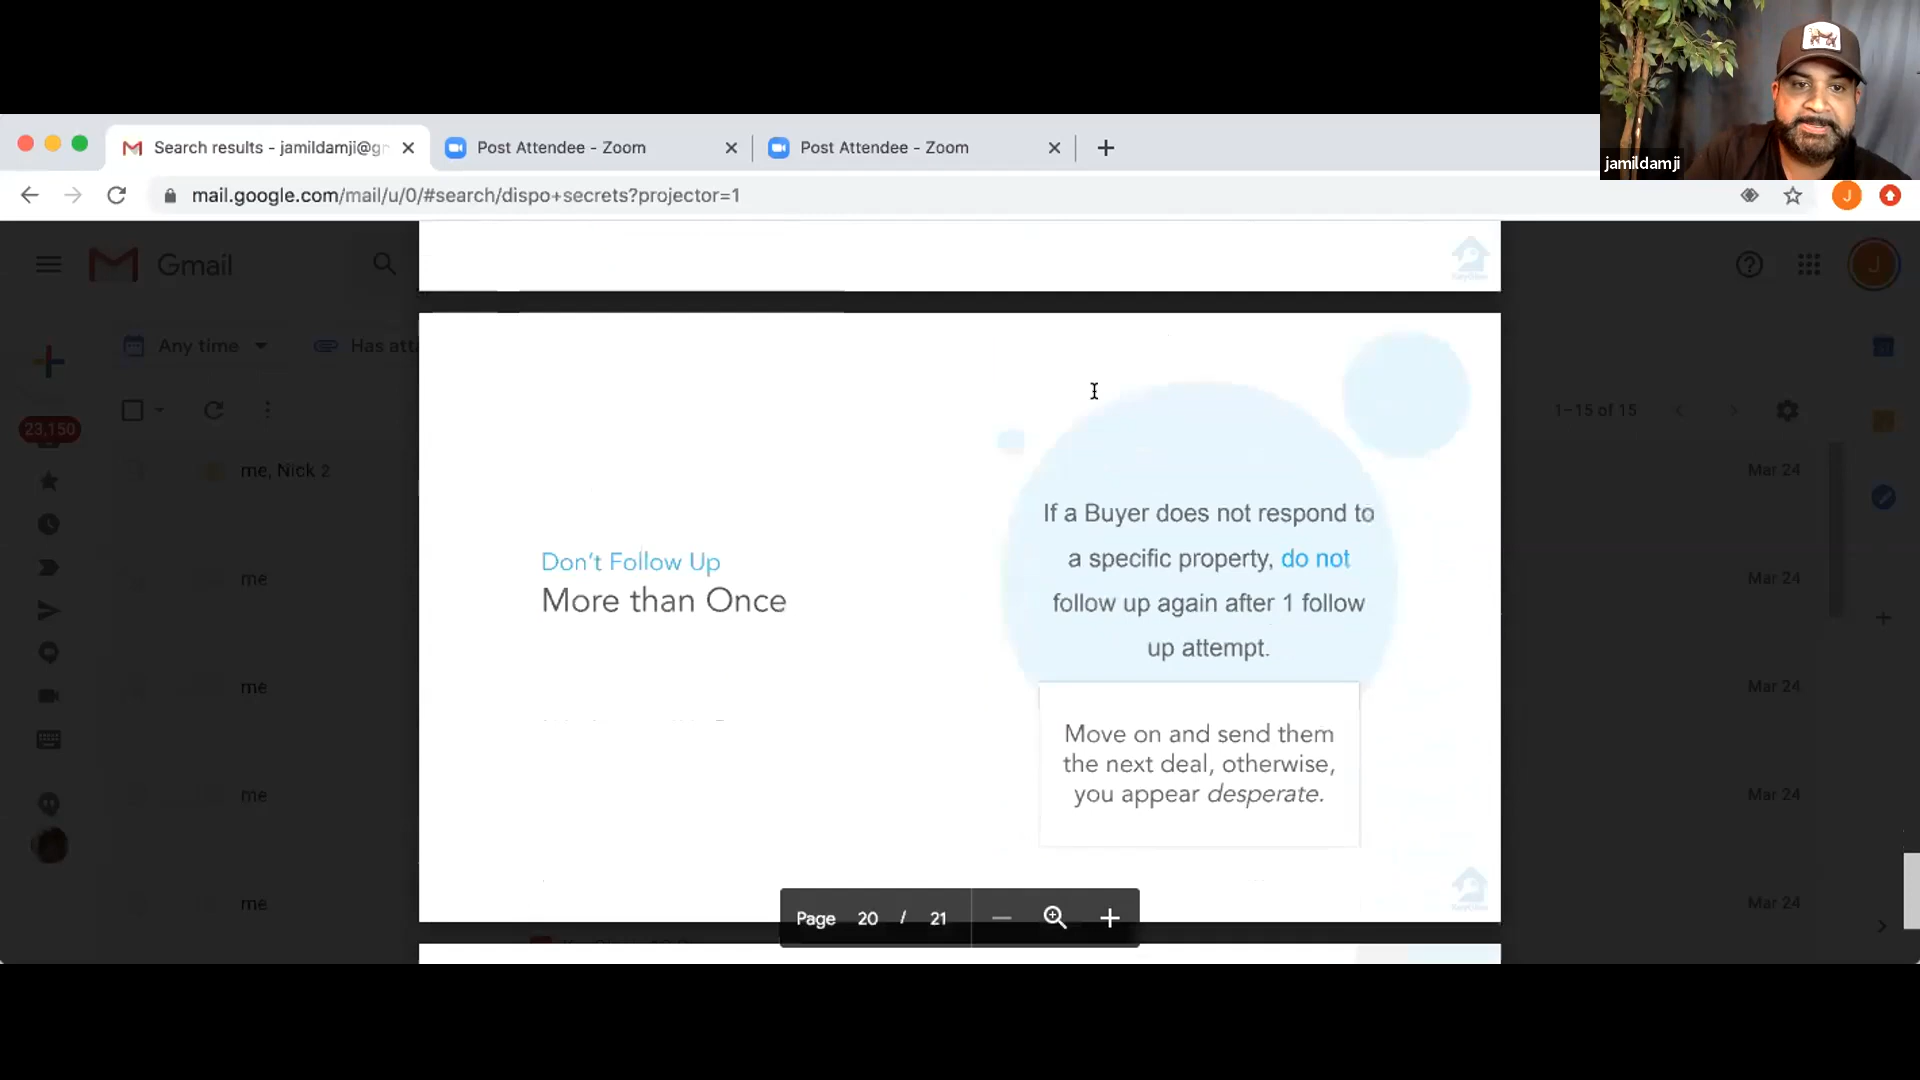 jamildamji
Search results - jamildamji@g
Post Attendee - Zoom
Post Attendee - Zoom
mail.google.com/mail/u/0/#search/dispo+secrets?projector=1
J
Gmail
J
Any time
Has att
1–15 of 15
23,150
me, Nick 2
Mar 24
me
Mar 24
me
Mar 24
me
Mar 24
me
Mar 24
Don't Follow Up
More than Once
If a Buyer does not respond to
a specific property, do not
follow up again after 1 follow
up attempt.
Move on and send them
the next deal, otherwise,
you appear desperate.
Page 20 / 21